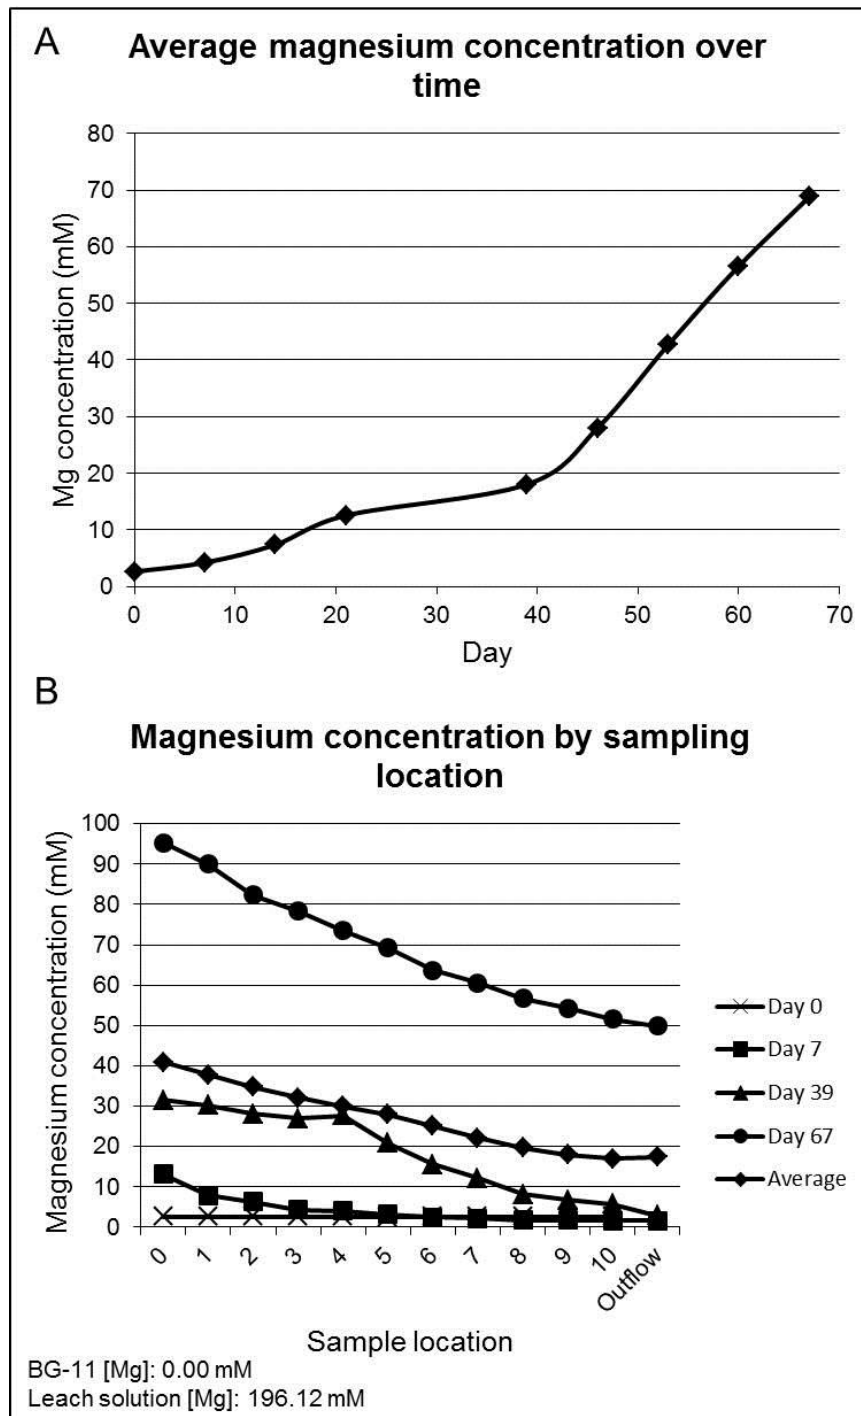 A
Average magnesium concentration over
time
80
70
60
50
40
30
20
10
0
Mg concentration (mM)
0 10 20 30 40 50 60 70
Day
B
Magnesium concentration by sampling
location
100
90
80
70
60
50
40
30
20
10
0
Magnesium concentration (mM)
0 1 2 3 4 5 6 7 8 9 10 Outflow
Sample location
Day 0
Day 7
Day 39
Day 67
Average
BG-11 [Mg]: 0.00 mM
Leach solution [Mg]: 196.12 mM